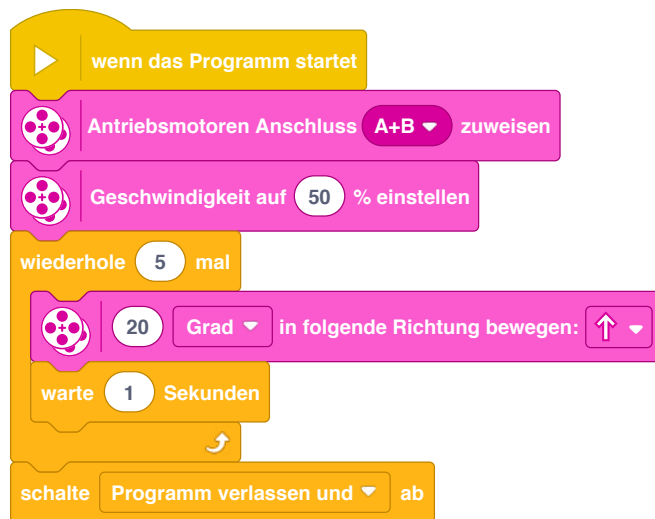 wenn das Programm startet
Antriebsmotoren Anschluss A+B zuweisen
Geschwindigkeit auf 50 % einstellen
wiederhole 5 mal
20 Grad in folgende Richtung bewegen:
warte 1 Sekunden
schalte Programm verlassen und ab